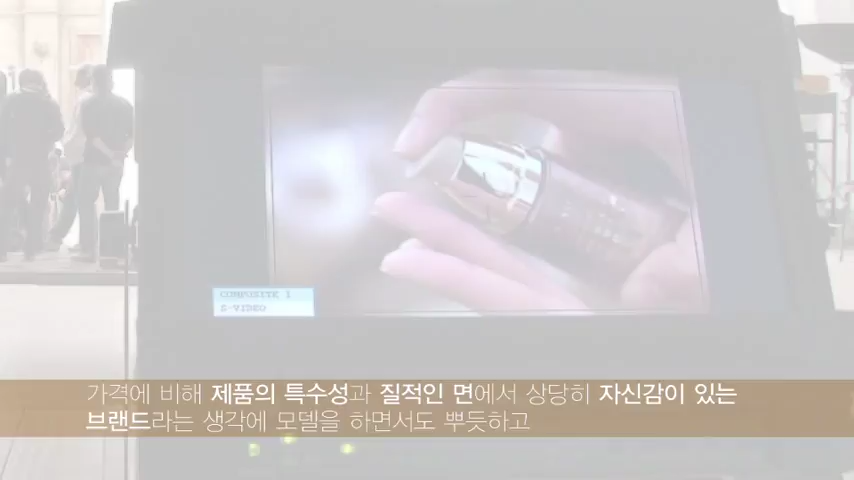 COMPOSITE 1
S-VIDEO
가격에 비해 제품의 특수성과 질적인 면에서 상당히 자신감이 있는
브랜드라는 생각에 모델을 하면서도 뿌듯하고